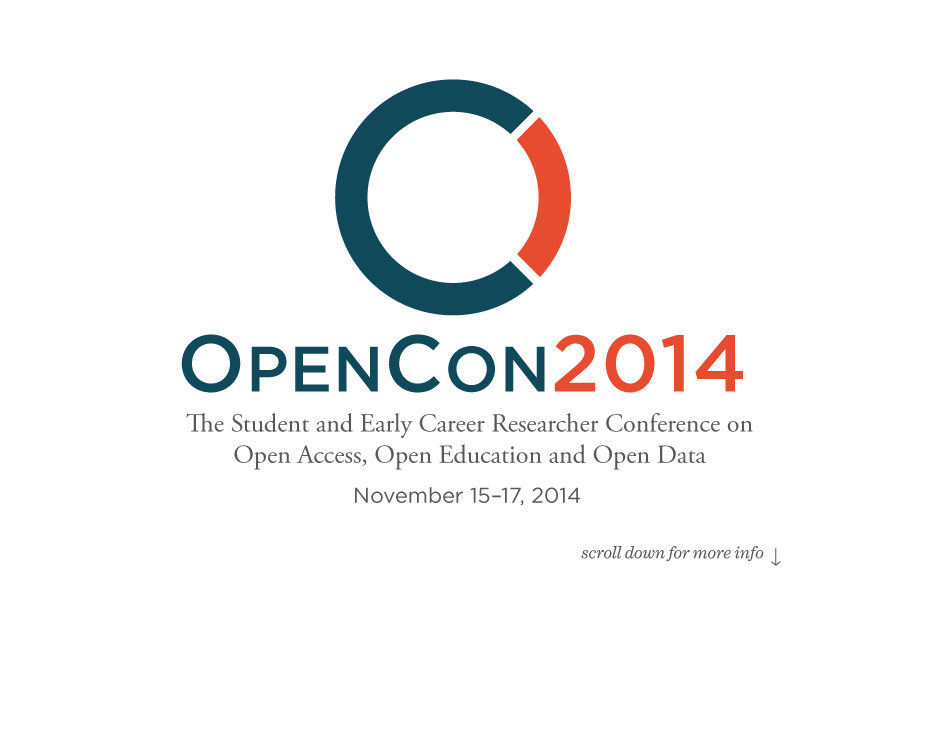 OPENCON2014
The Student and Early Career Researcher Conference on
Open Access, Open Education and Open Data
November 15–17, 2014
scroll down for more info ↓